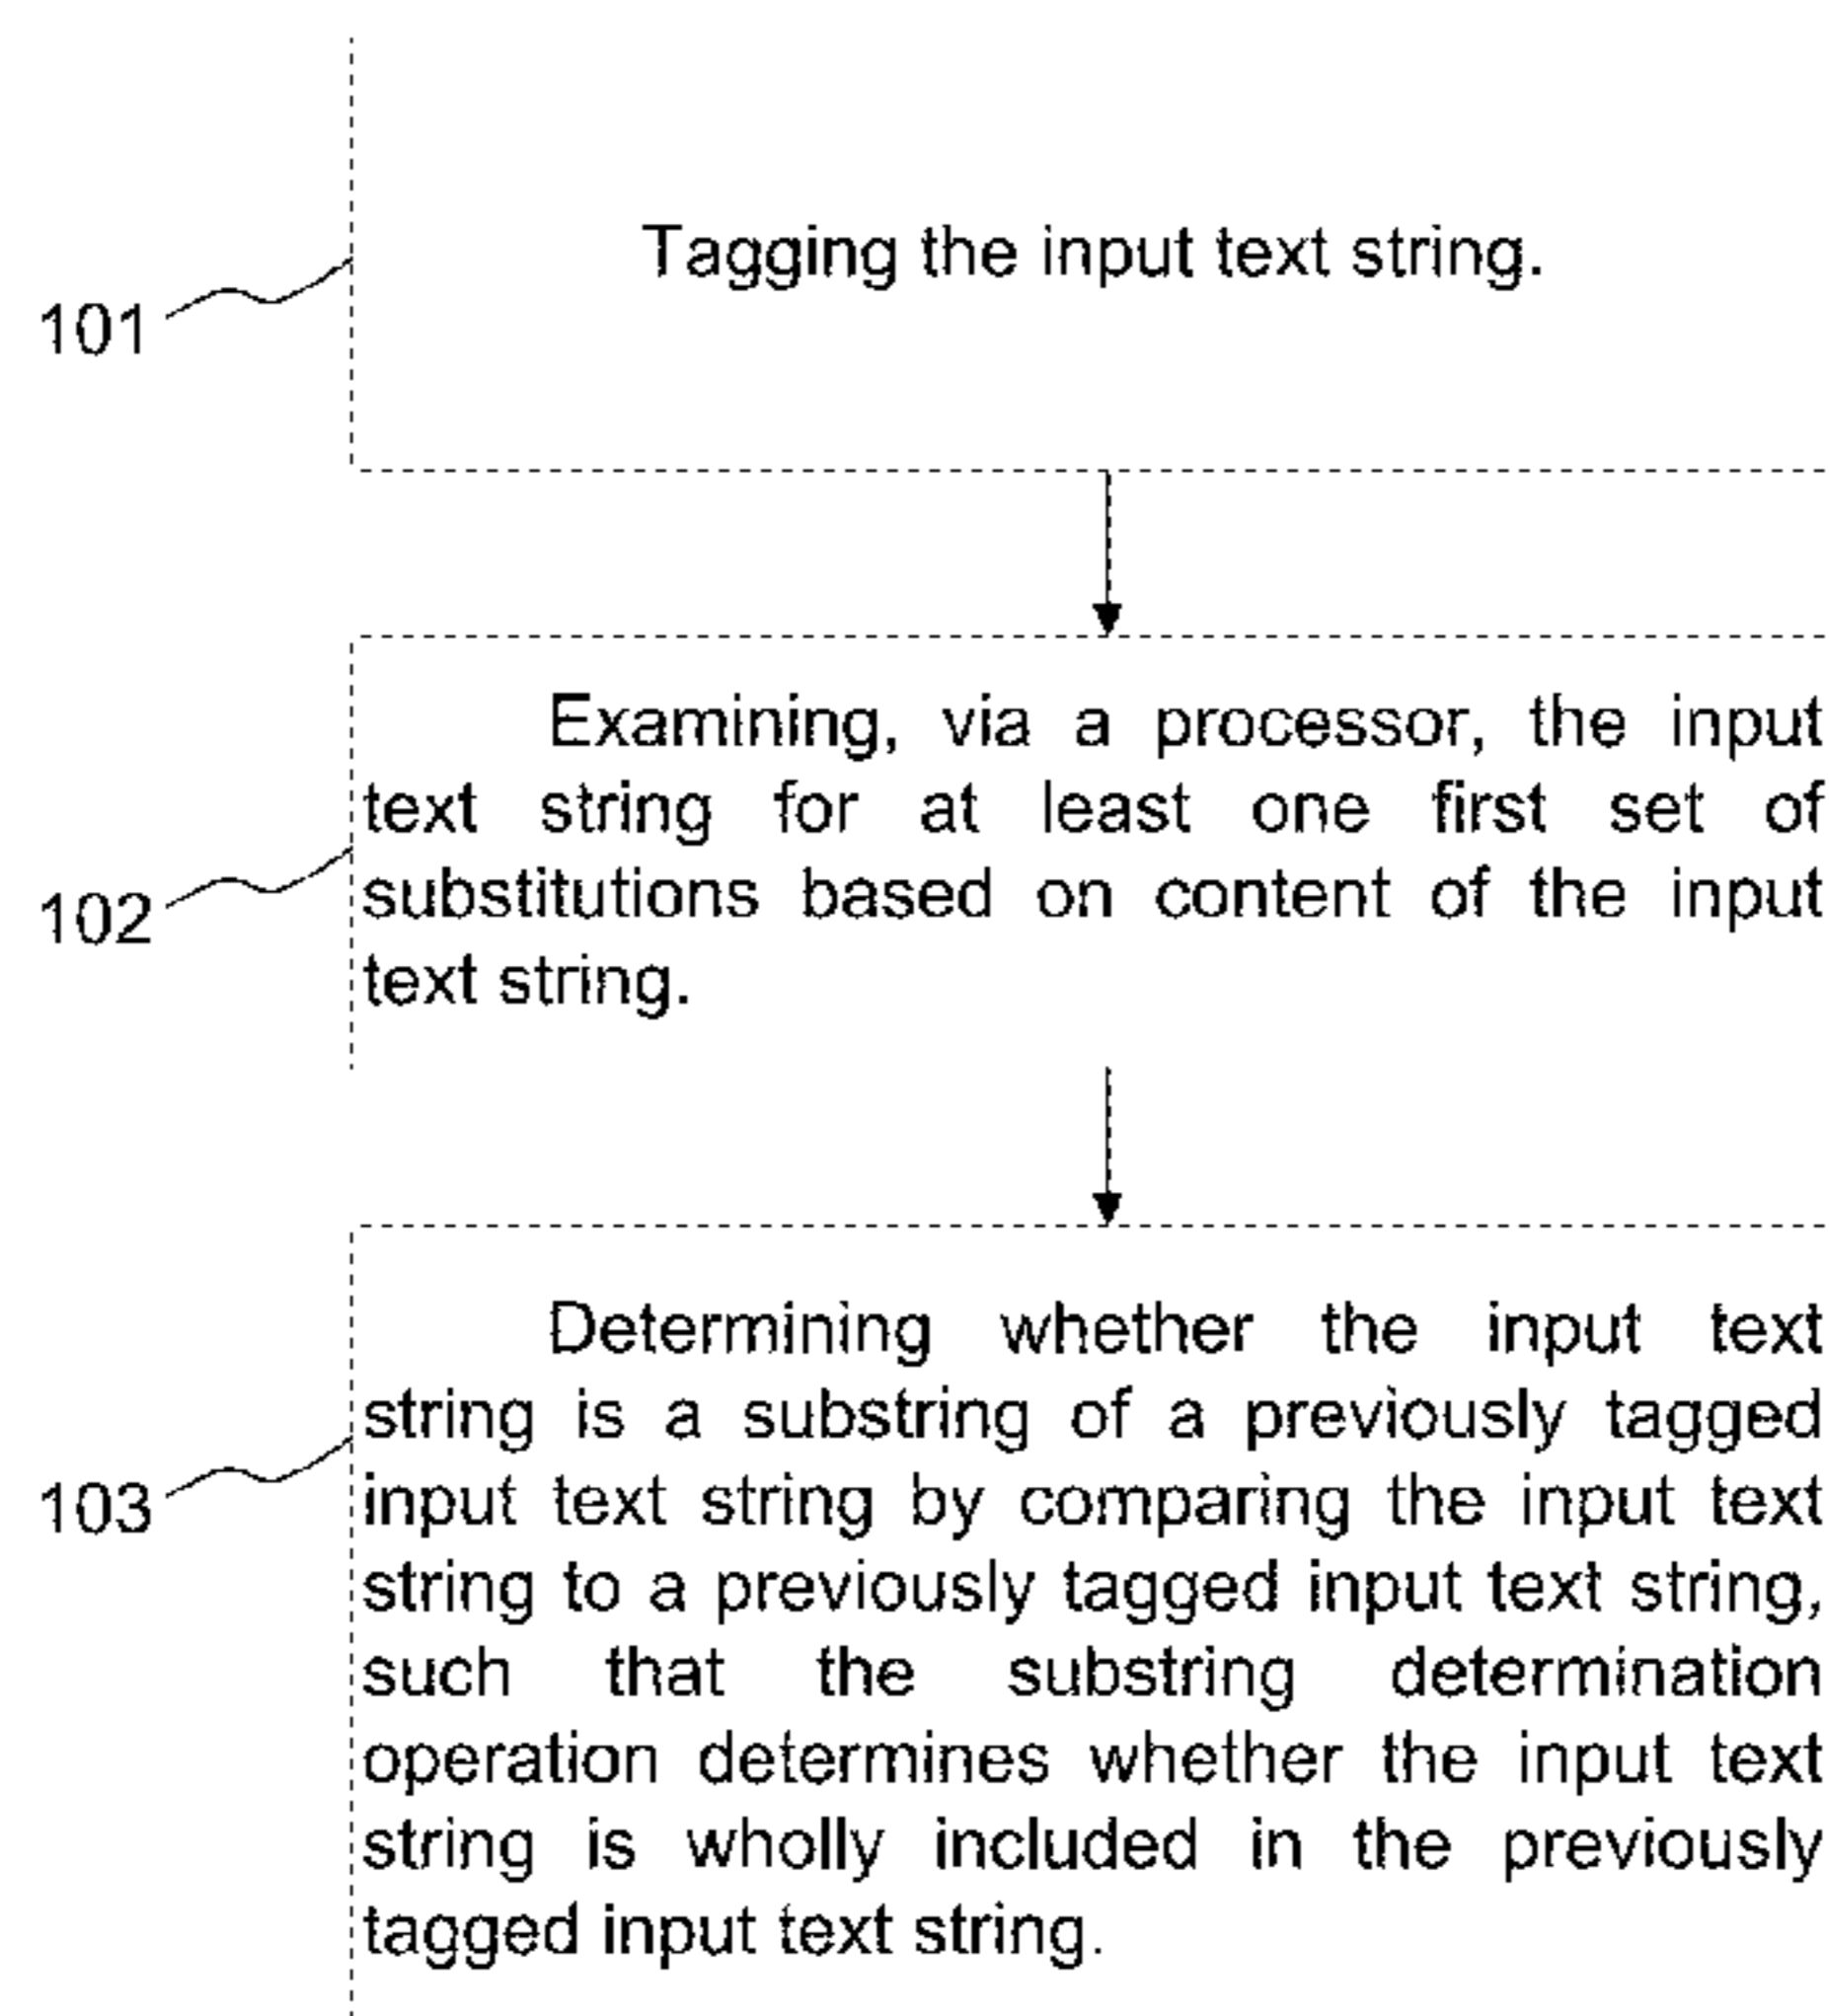 Tagging the input text string.
101
Examining, via a processor, the input
text string for at least one first set of
substitutions based on content of the input
text string.
102
Determining whether the input text
string is a substring of a previously tagged
input text string by comparing the input text
string to a previously tagged input text string,
such that the substring determination
operation determines whether the input text
string is wholly included in the previously
tagged input text string.
103